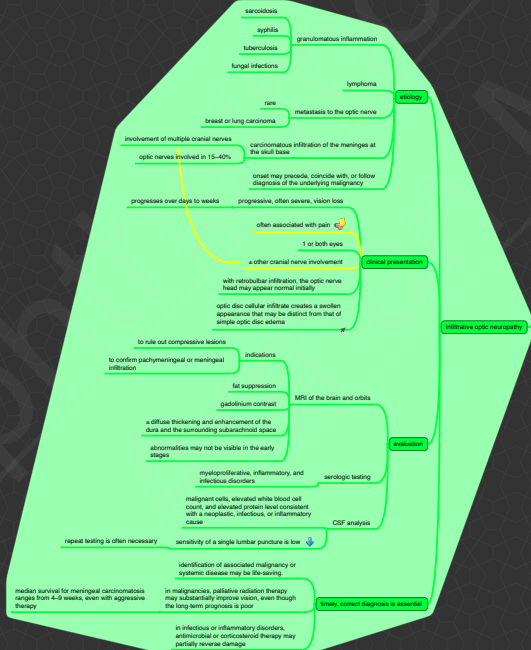 sarcoidosis
syphilis
tuberculosis
fungal infections
granulomatous inflammation
lymphoma
rare
breast or lung carcinoma
metastasis to the optic nerve
involvement of multiple cranial nerves
optic nerves involved in 15–40%
carcinomatous infiltration of the meninges at
the skull base
onset may precede, coincide with, or follow
diagnosis of the underlying malignancy
etiology
progresses over days to weeks
progressive, often severe, vision loss
often associated with pain
1 or both eyes
± other cranial nerve involvement
with retrobulbar infiltration, the optic nerve
head may appear normal initially
optic disc cellular infiltrate creates a swollen
appearance that may be distinct from that of
simple optic disc edema
clinical presentation
Infiltrative optic neuropathy
to rule out compressive lesions
to confirm pachymeningeal or meningeal
infiltration
indications
fat suppression
gadolinium contrast
± diffuse thickening and enhancement of the
dura and the surrounding subarachnoid space
abnormalities may not be visible in the early
stages
MRI of the brain and orbits
evaluation
myeloproliferative, inflammatory, and
infectious disorders
serologic testing
malignant cells, elevated white blood cell
count, and elevated protein level consistent
with a neoplastic, infectious, or inflammatory
cause
CSF analysis
repeat testing is often necessary
sensitivity of a single lumbar puncture is low
identification of associated malignancy or
systemic disease may be life-saving.
median survival for meningeal carcinomatosis
ranges from 4–9 weeks, even with aggressive
therapy
in malignancies, palliative radiation therapy
may substantially improve vision, even though
the long-term prognosis is poor
in infectious or inflammatory disorders,
antimicrobial or corticosteroid therapy may
partially reverse damage
timely, correct diagnosis is essential